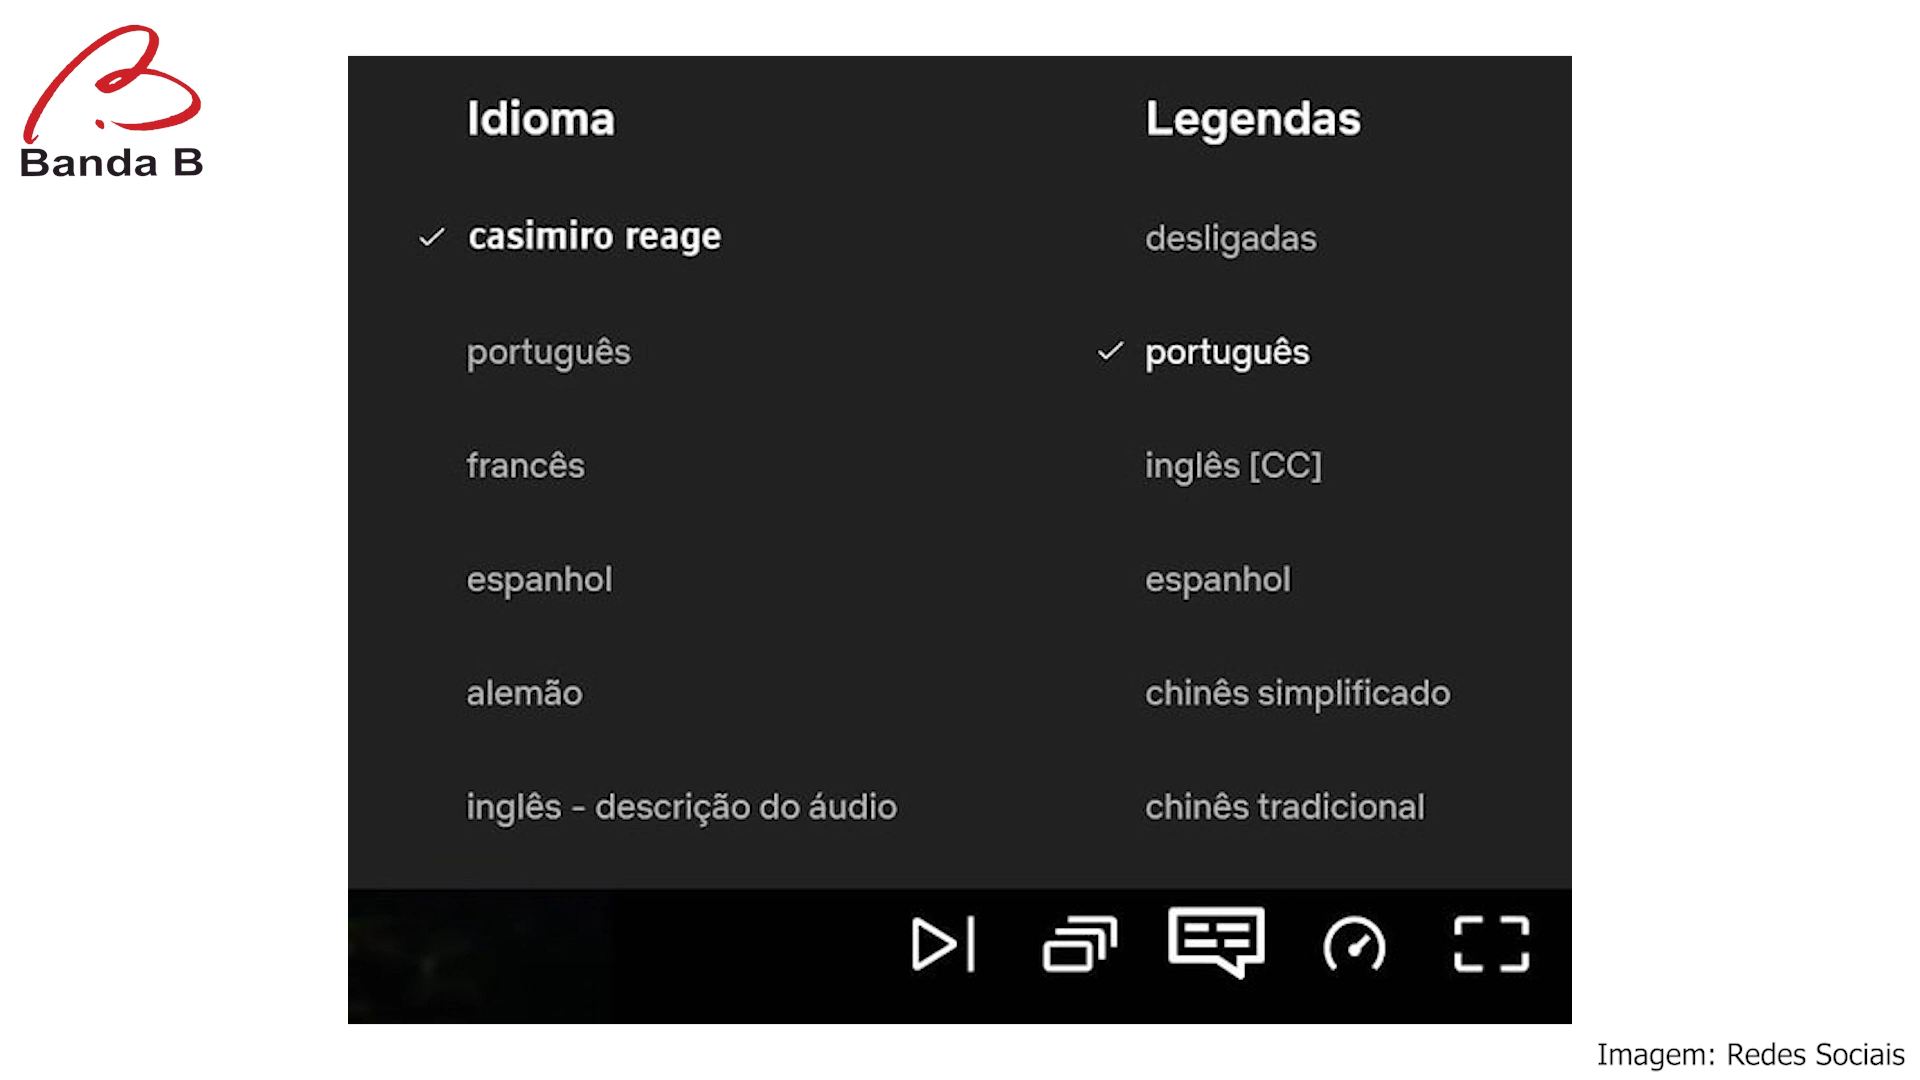 Banda B
Idioma
casimiro reage
português
francês
espanhol
alemão
inglês - descrição do áudio
Legendas
desligadas
português
inglês [CC]
espanhol
chinês simplificado
chinês tradicional
Imagem: Redes Sociais